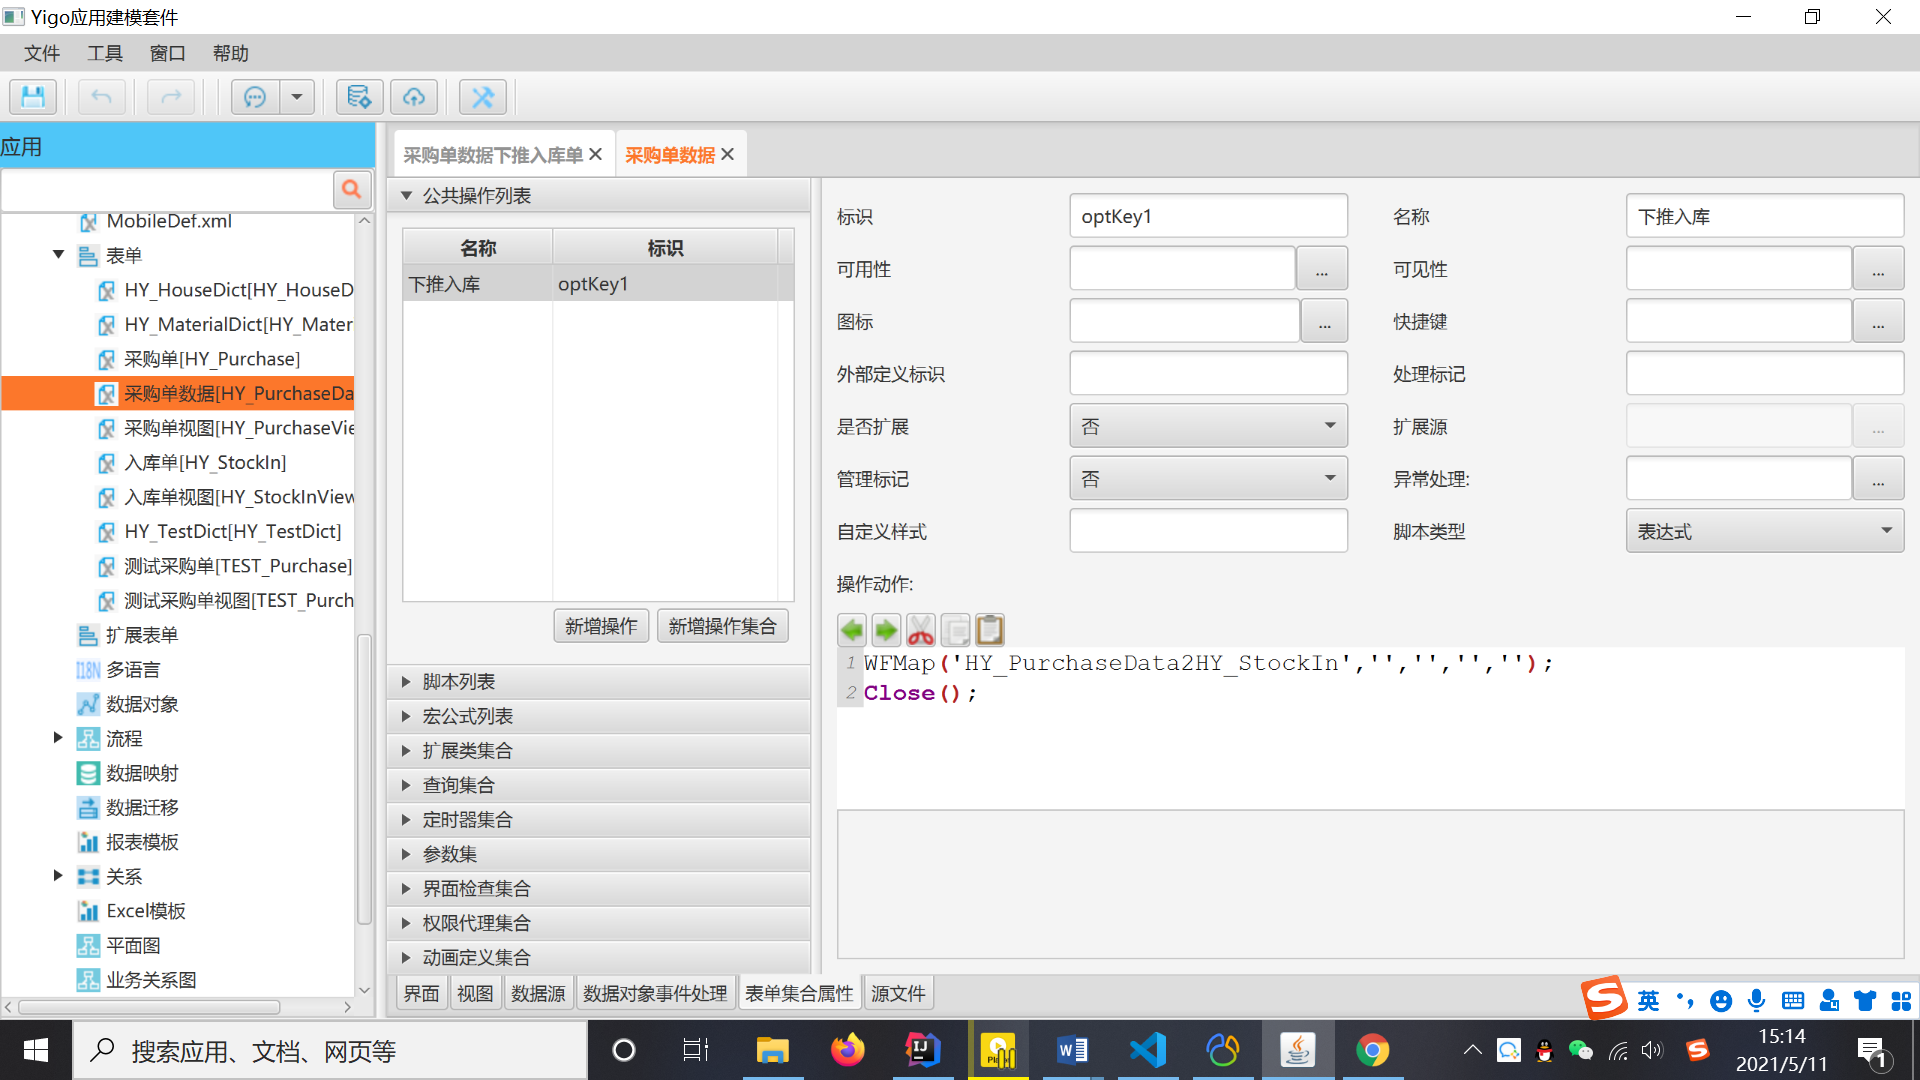 Yigo应用建模套件
文件 工具 窗口 帮助
应用
MobileDef.xml
表单
HY_HouseDict[HY_HouseD
HY_MaterialDict[HY_Mater
采购单[HY_Purchase]
采购单数据[HY_PurchaseDa
采购单视图[HY_PurchaseVie
入库单[HY_StockIn]
入库单视图[HY_StockInView
HY_TestDict[HY_TestDict]
测试采购单[TEST_Purchase]
测试采购单视图[TEST_Purch
扩展表单
I18N 多语言
数据对象
流程
数据映射
数据迁移
报表模板
关系
Excel模板
平面图
业务关系图
采购单数据下推入库单 采购单数据
公共操作列表
名称 标识
下推入库 optKey1
新增操作 新增操作集合
脚本列表
宏公式列表
扩展类集合
查询集合
定时器集合
参数集
界面检查集合
权限代理集合
动画定义集合
标识 optKey1 名称 下推入库
可用性 ... 可见性 ...
图标 ... 快捷键 ...
外部定义标识 处理标记
是否扩展 否 扩展源 ...
管理标记 否 异常处理: ...
自定义样式 脚本类型 表达式
操作动作:
1 WFMap('HY_PurchaseData2HY_StockIn','','','','');
2 Close();
界面 视图 数据源 数据对象事件处理 表单集合属性 源文件
英
搜索应用、文档、网页等
15:14
2021/5/11
1